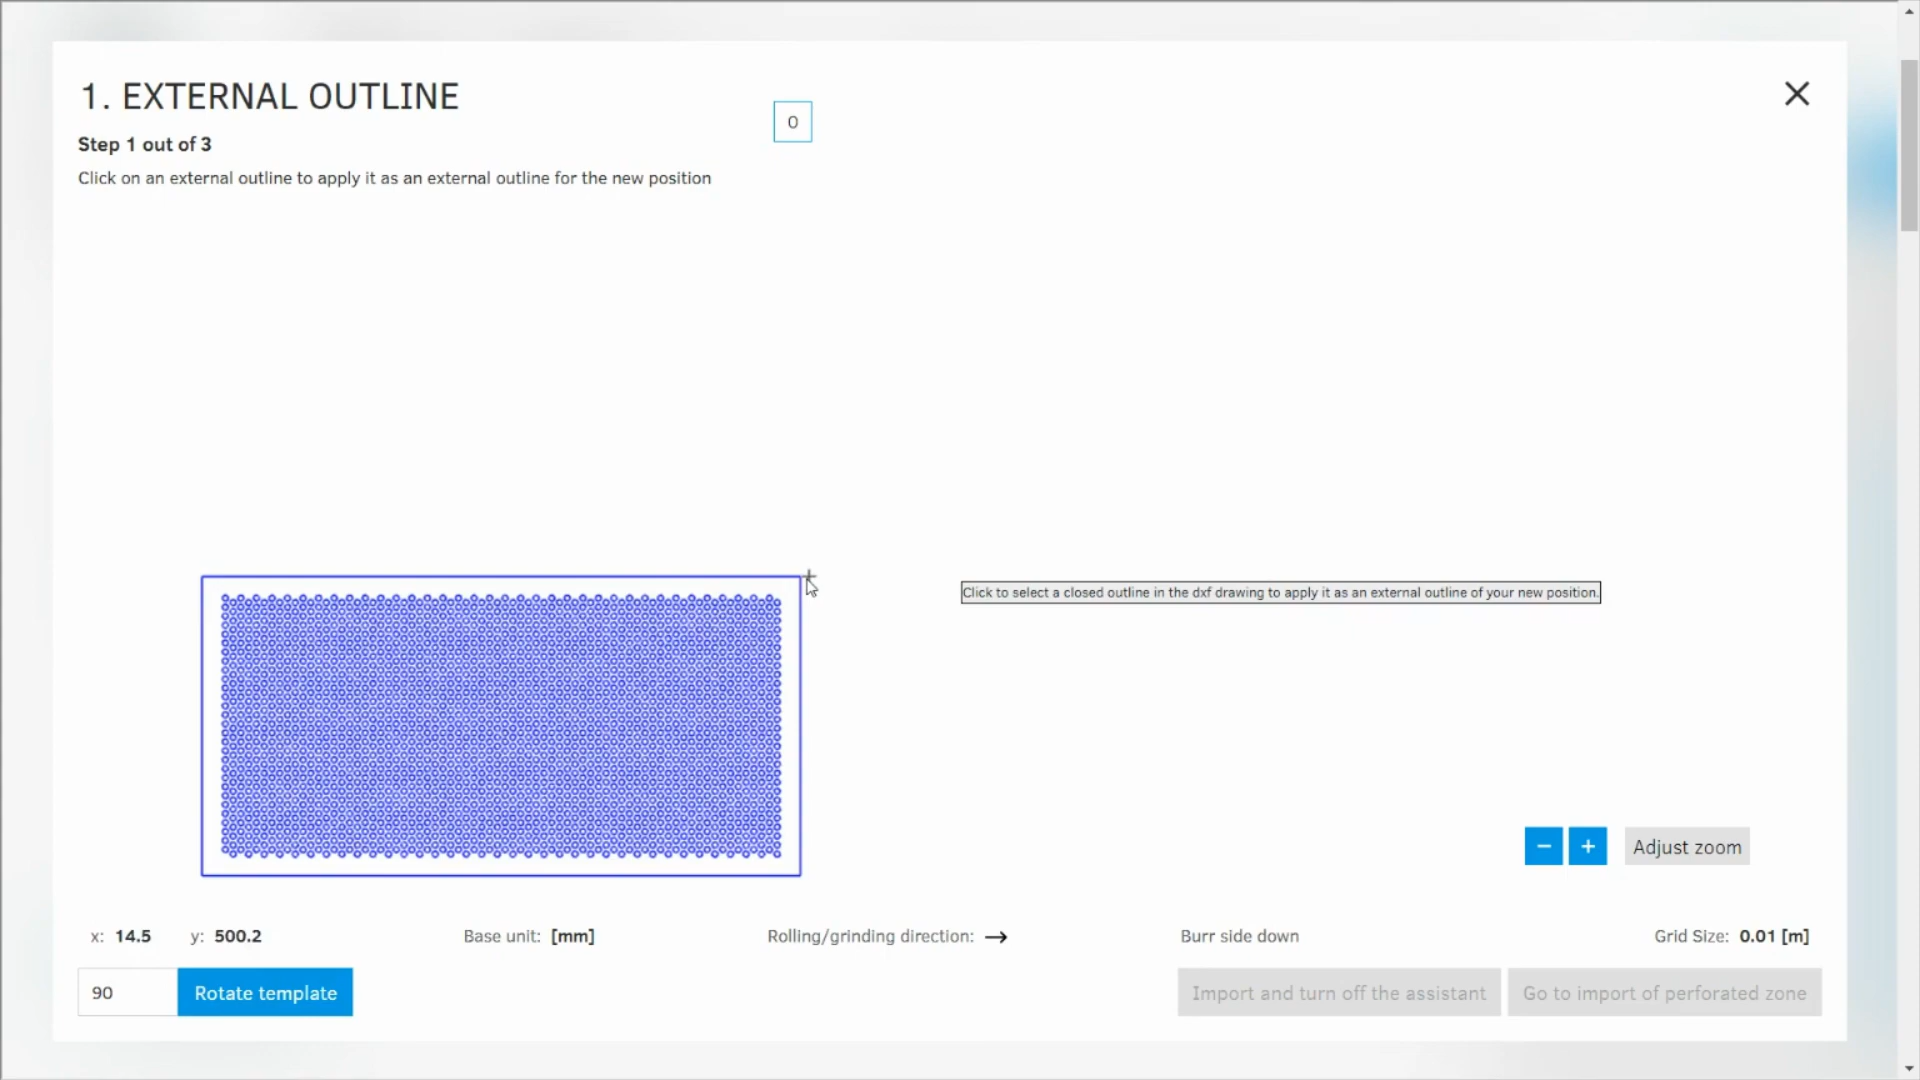 1. EXTERNAL OUTLINE
0
Step 1 out of 3
Click on an external outline to apply it as an external outline for the new position
Click to select a closed outline in the dxf drawing to apply it as an external outline of your new position.
− + Adjust zoom
x: 14.5 y: 500.2 Base unit: [mm] Rolling/grinding direction: → Burr side down Grid Size: 0.01 [m]
90 Rotate template Import and turn off the assistant Go to import of perforated zone